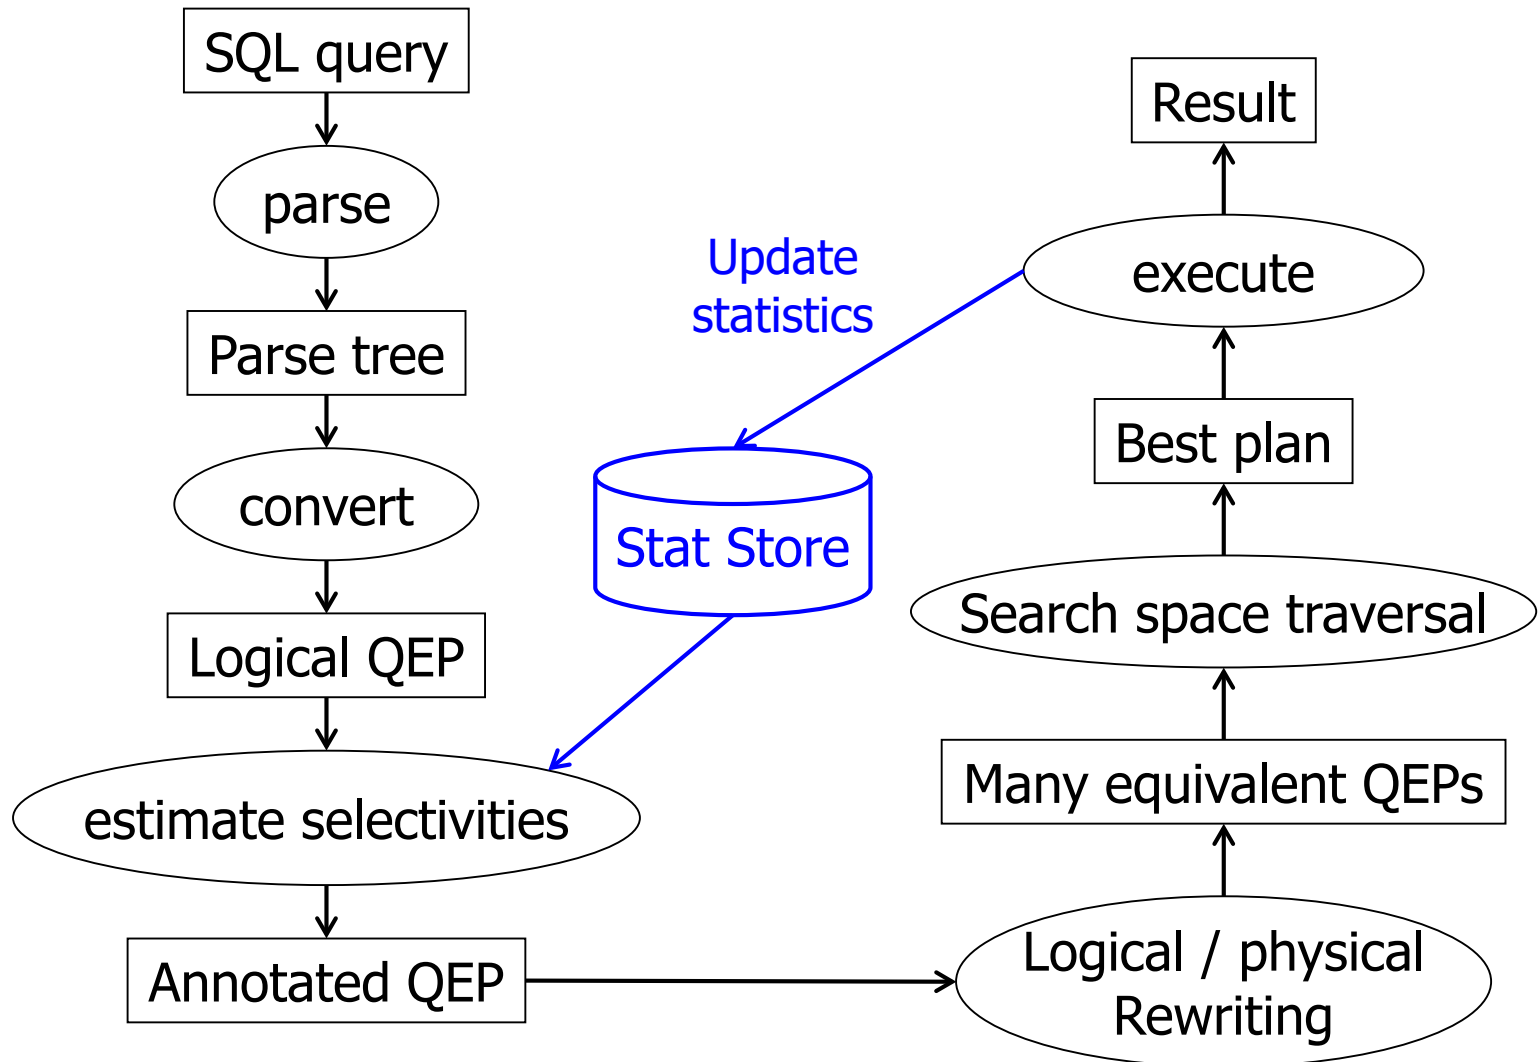 SQL query
parse
Parse tree
convert
Logical QEP
estimate selectivities
Annotated QEP
Update
statistics
Stat Store
Result
execute
Best plan
Search space traversal
Many equivalent QEPs
Logical / physical
Rewriting